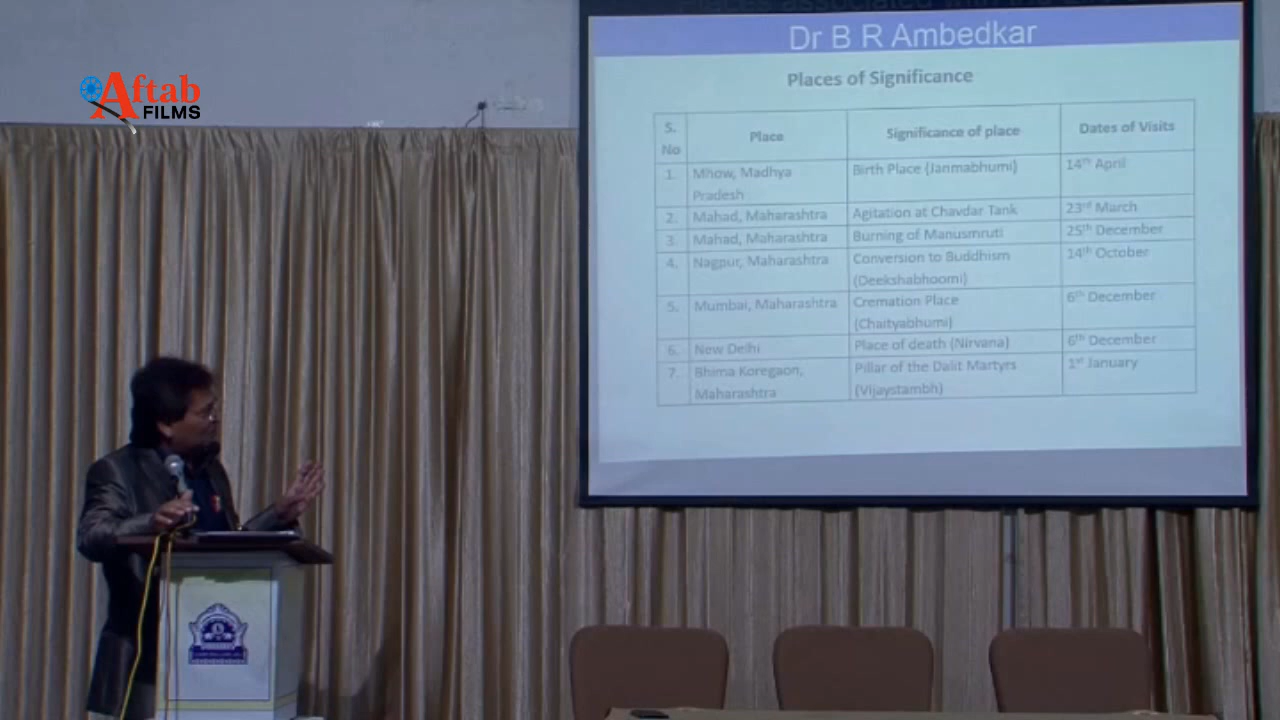 Aftab
FILMS
Dr B R Ambedkar
Places of Significance
S. No Place Significance of place Dates of Visits
1. Mhow, Madhya Pradesh Birth Place (Janmabhumi) 14th April
2. Mahad, Maharashtra Agitation at Chavdar Tank 23rd March
3. Mahad, Maharashtra Burning of Manusmruti 25th December
4. Nagpur, Maharashtra Conversion to Buddhism (Deekshabhoomi) 14th October
5. Mumbai, Maharashtra Cremation Place (Chaityabhumi) 6th December
6. New Delhi Place of death (Nirvana) 6th December
7. Bhima Koregaon, Maharashtra Pillar of the Dalit Martyrs (Vijaystambh) 1st January